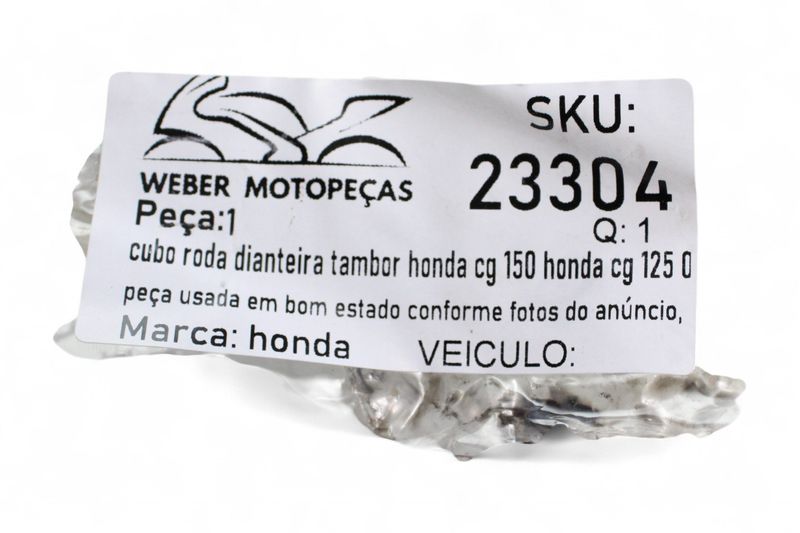 WEBER MOTOPEÇAS
SKU:
23304
Peça:1
Q: 1
cubo roda dianteira tambor honda cg 150 honda cg 125 0
peça usada em bom estado conforme fotos do anúncio,
Marca: honda
VEICULO: